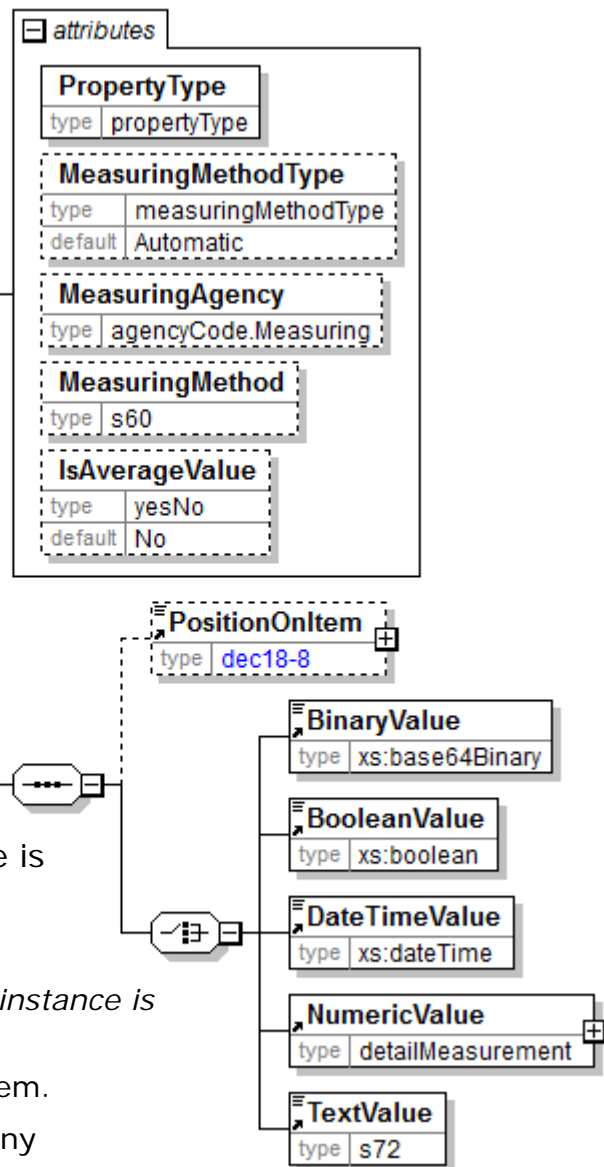 attributes
PropertyType
type propertyType
MeasuringMethodType
type measuringMethodType
default Automatic
MeasuringAgency
type agencyCode.Measuring
MeasuringMethod
type s60
IsAverageValue
type yesNo
default No
PositionOnItem
type dec18-8
BinaryValue
type xs:base64Binary
BooleanValue
type xs:boolean
e is
DateTimeValue
type xs:dateTime
instance is
NumericValue
type detailMeasurement
em.
TextValue
ny
type s72